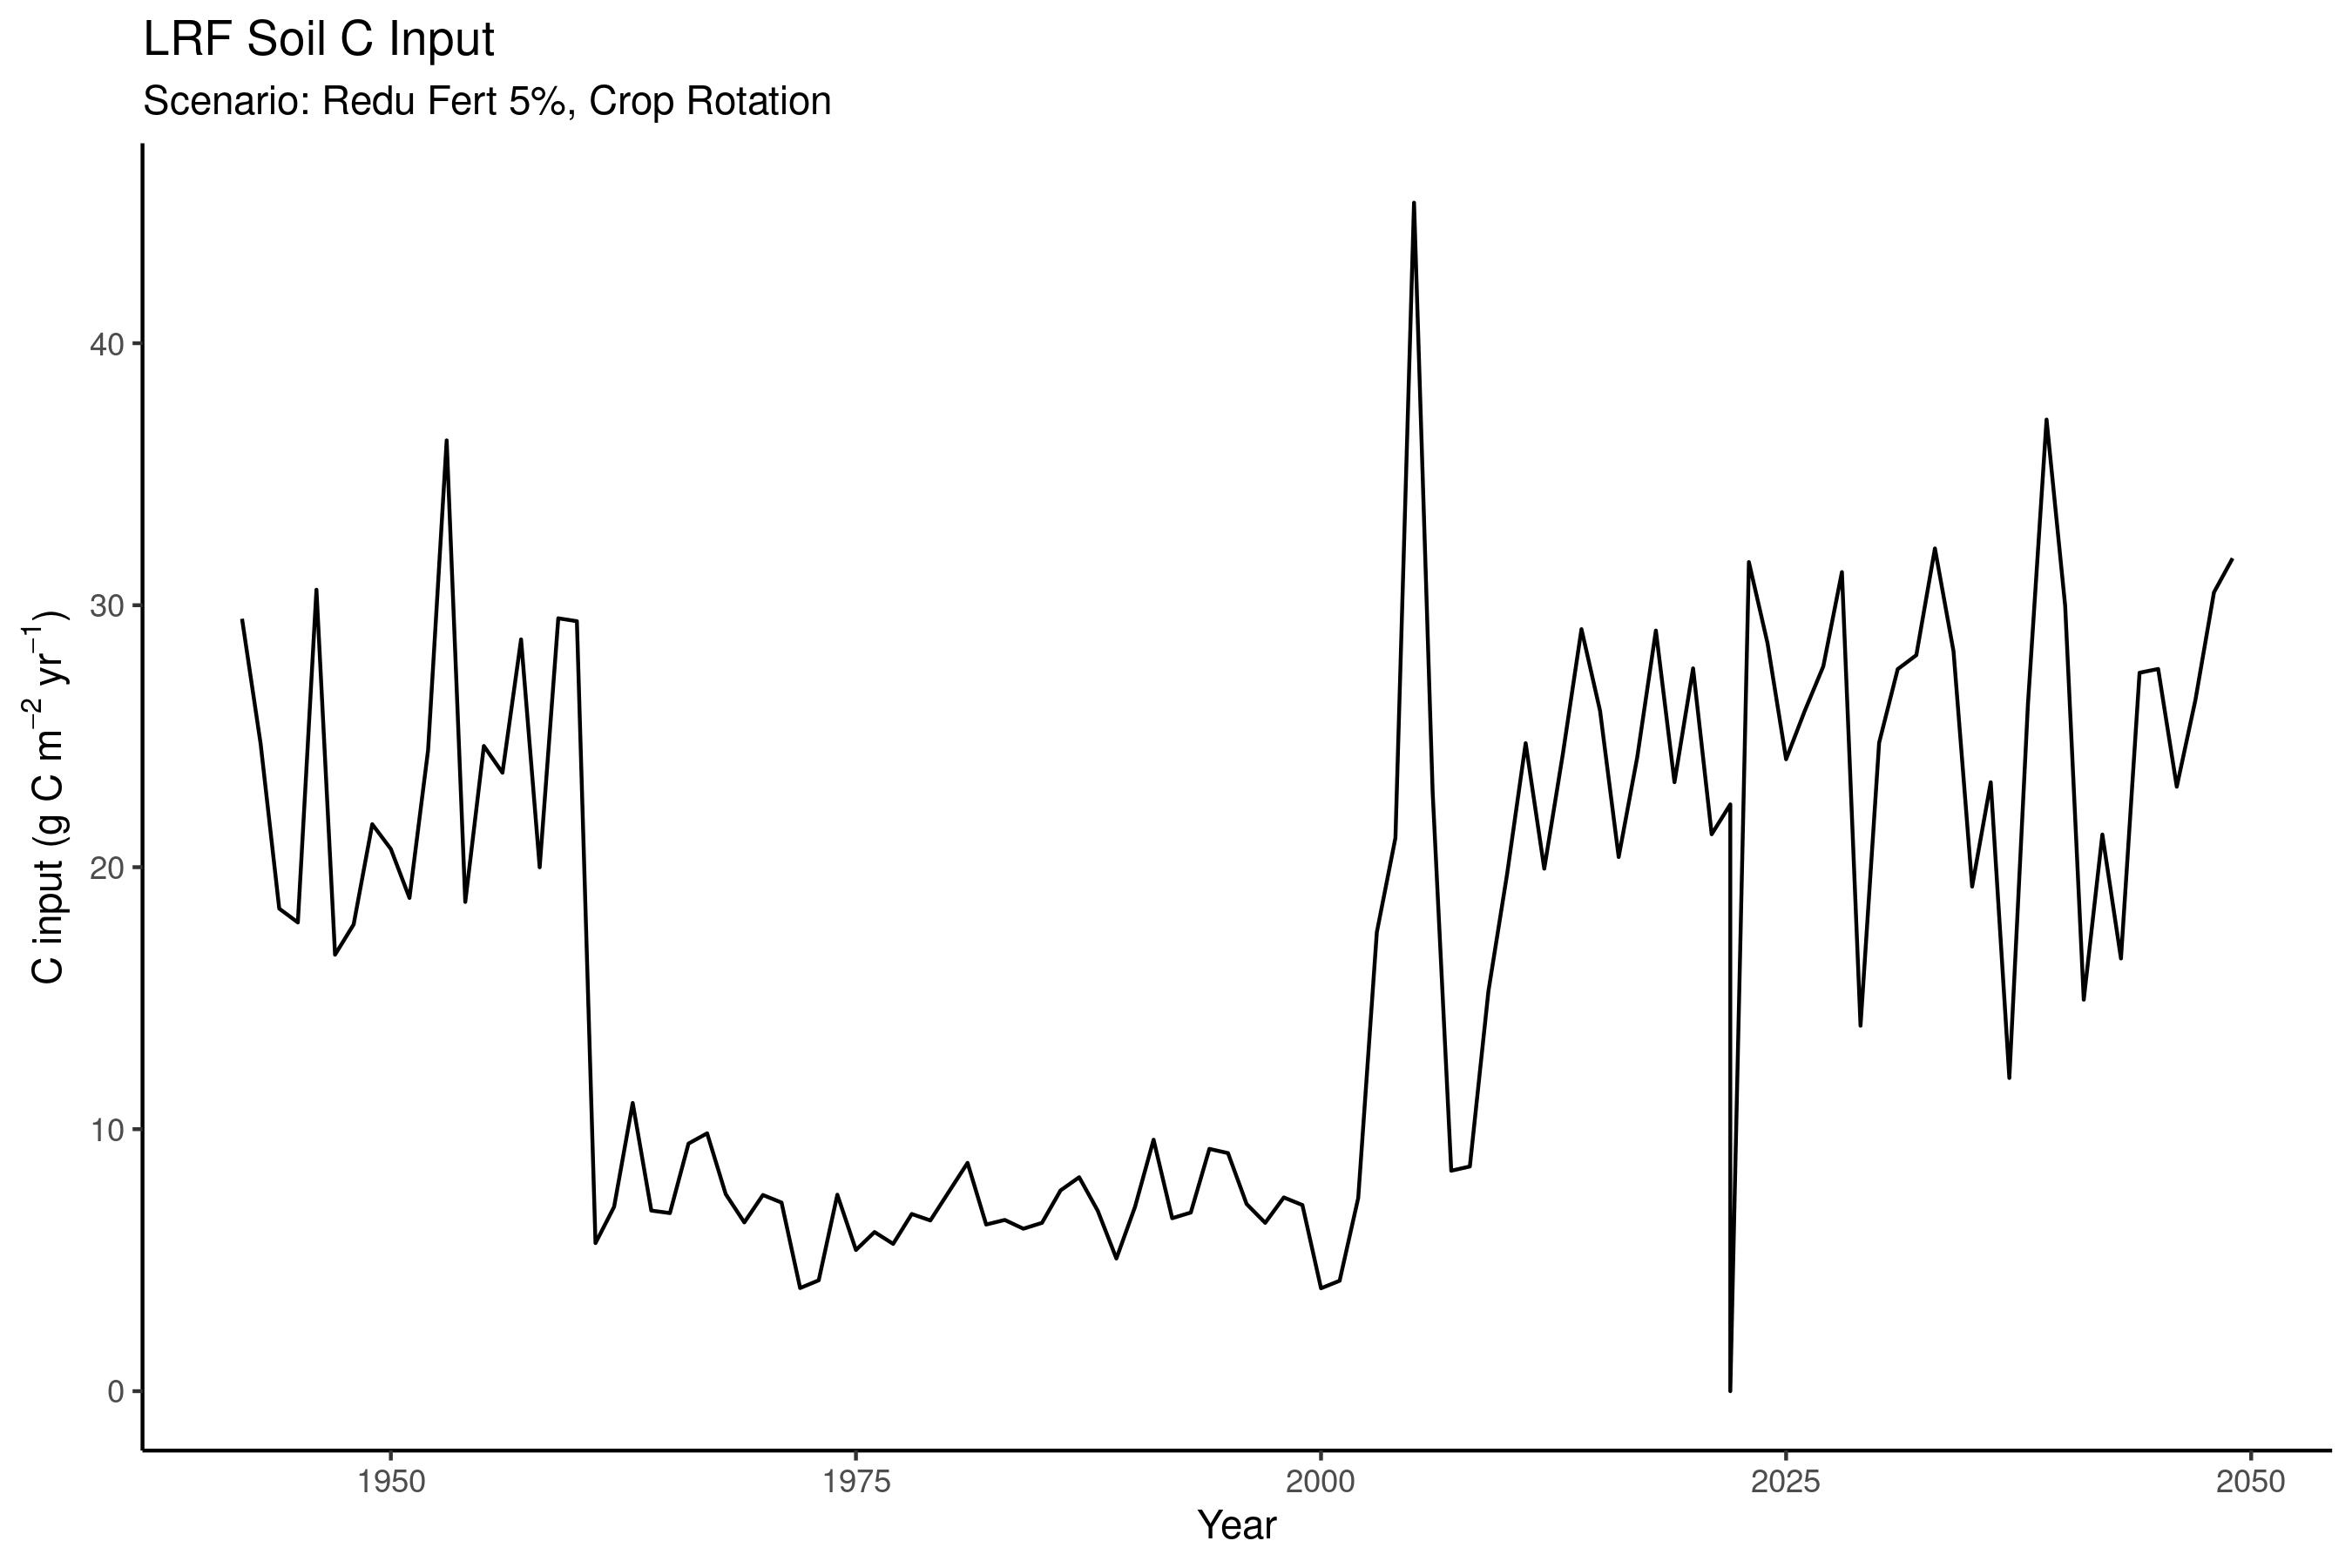 LRF Soil C Input
Scenario: Redu Fert 5%, Crop Rotation
C input (g C m⁻² yr⁻¹)
40
30
20
10
0
1950 1975 2000 2025 2050
Year